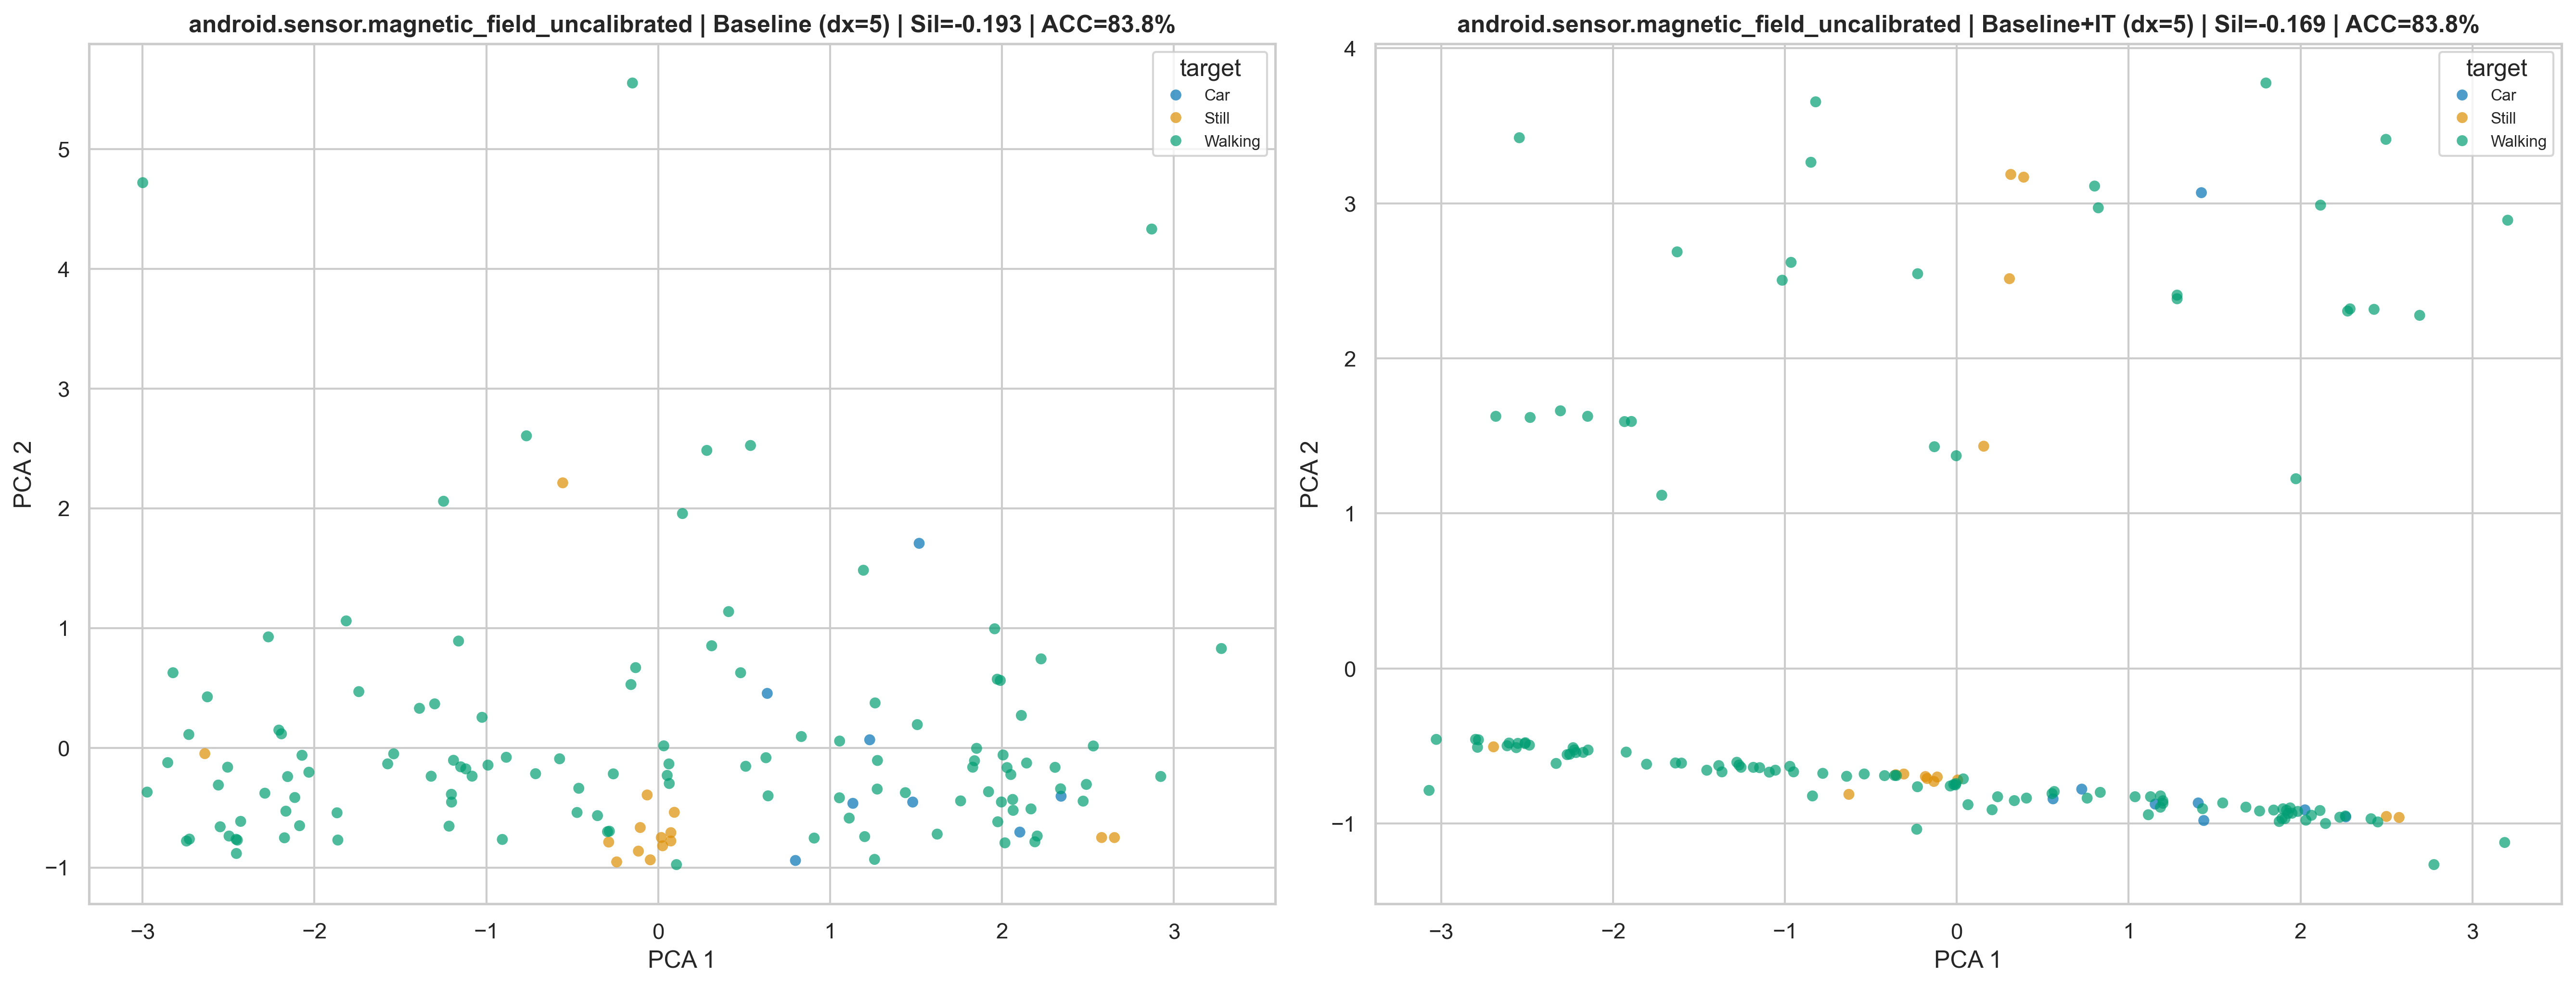 android.sensor.magnetic_field_uncalibrated | Baseline (dx=5) | Sil=-0.193 | ACC=83.8%
target
Car
Still
Walking
5
4
3
2
1
0
−1
PCA 2
−3
−2
−1
0
1
2
3
PCA 1
android.sensor.magnetic_field_uncalibrated | Baseline+IT (dx=5) | Sil=-0.169 | ACC=83.8%
target
Car
Still
Walking
4
3
2
1
0
−1
PCA 2
−3
−2
−1
0
1
2
3
PCA 1